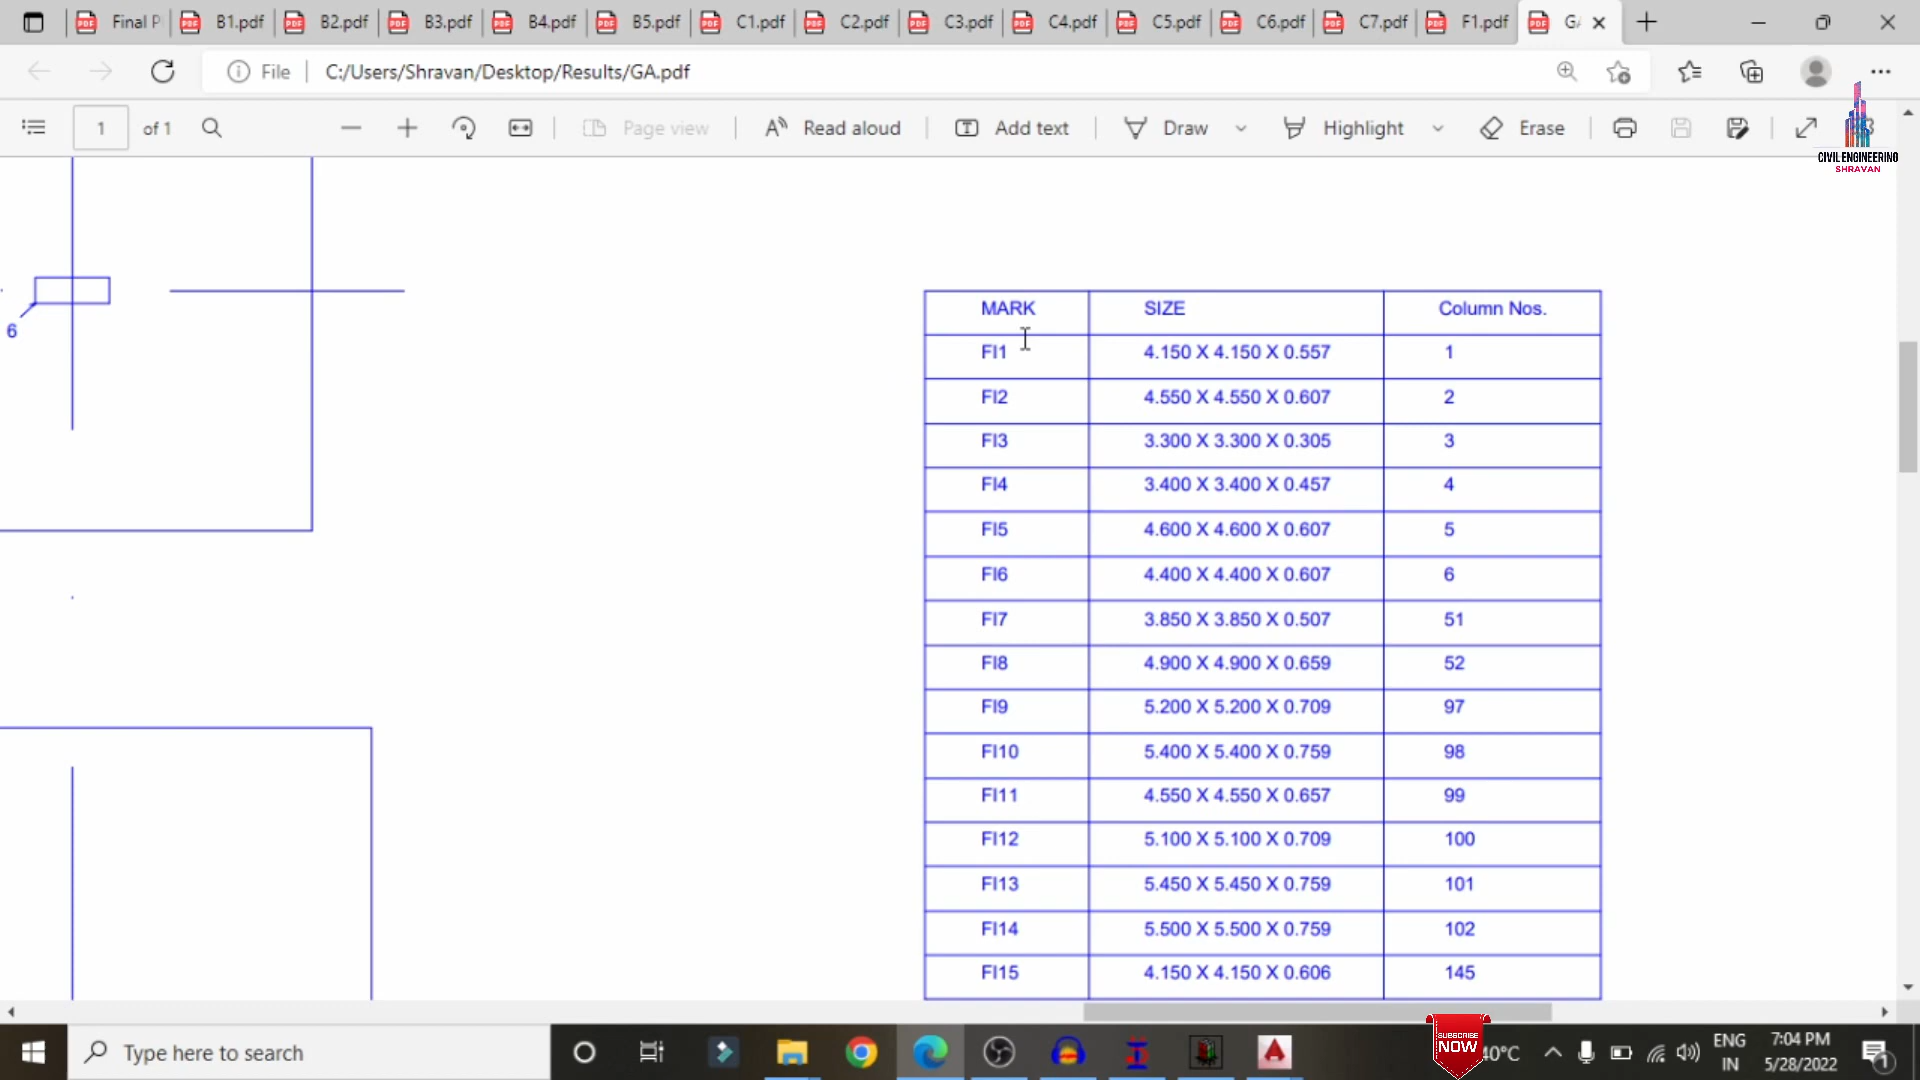 Final P B1.pdf B2.pdf B3.pdf B4.pdf B5.pdf C1.pdf C2.pdf C3.pdf C4.pdf C5.pdf C6.pdf C7.pdf F1.pdf GA
File C:/Users/Shravan/Desktop/Results/GA.pdf
1 of 1 Page view Read aloud Add text Draw Highlight Erase
CIVIL ENGINEERING
SHRAVAN
6
MARK SIZE Column Nos.
FI1 4.150 X 4.150 X 0.557 1
FI2 4.550 X 4.550 X 0.607 2
FI3 3.300 X 3.300 X 0.305 3
FI4 3.400 X 3.400 X 0.457 4
FI5 4.600 X 4.600 X 0.607 5
FI6 4.400 X 4.400 X 0.607 6
FI7 3.850 X 3.850 X 0.507 51
FI8 4.900 X 4.900 X 0.659 52
FI9 5.200 X 5.200 X 0.709 97
FI10 5.400 X 5.400 X 0.759 98
FI11 4.550 X 4.550 X 0.657 99
FI12 5.100 X 5.100 X 0.709 100
FI13 5.450 X 5.450 X 0.759 101
FI14 5.500 X 5.500 X 0.759 102
FI15 4.150 X 4.150 X 0.606 145
Type here to search
SUBSCRIBE
NOW
40°C
ENG
IN
7:04 PM
5/28/2022
1